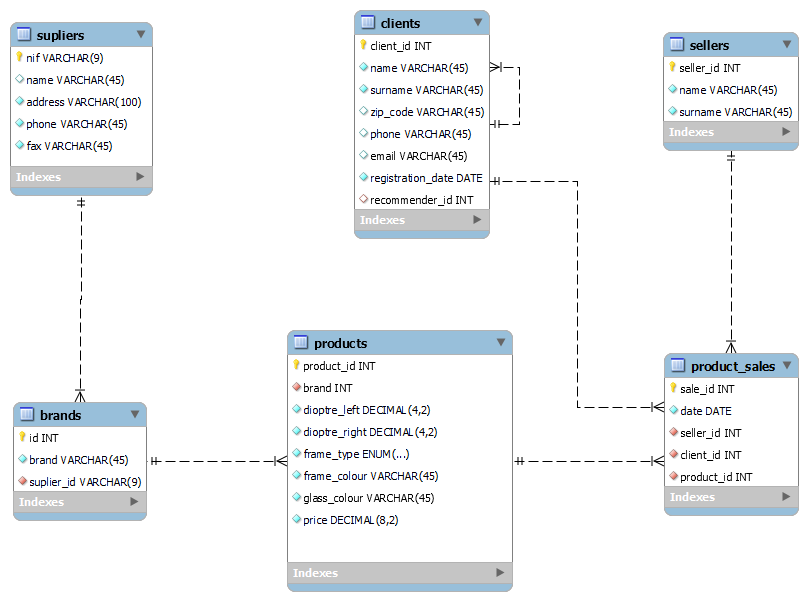 supliers
nif VARCHAR(9)
name VARCHAR(45)
address VARCHAR(100)
phone VARCHAR(45)
fax VARCHAR(45)
Indexes
clients
client_id INT
name VARCHAR(45)
surname VARCHAR(45)
zip_code VARCHAR(45)
phone VARCHAR(45)
email VARCHAR(45)
registration_date DATE
recommender_id INT
Indexes
sellers
seller_id INT
name VARCHAR(45)
surname VARCHAR(45)
Indexes
brands
id INT
brand VARCHAR(45)
suplier_id VARCHAR(9)
Indexes
products
product_id INT
brand INT
dioptre_left DECIMAL(4,2)
dioptre_right DECIMAL(4,2)
frame_type ENUM(...)
frame_colour VARCHAR(45)
glass_colour VARCHAR(45)
price DECIMAL(8,2)
Indexes
product_sales
sale_id INT
date DATE
seller_id INT
client_id INT
product_id INT
Indexes